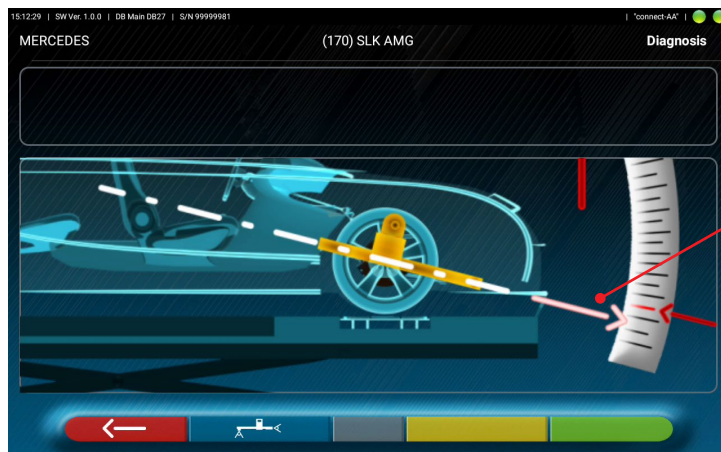 15:12:29 | SW Ver. 1.0.0 | DB Main DB27 | S/N 99999981 | "connect-AA" |
MERCEDES (170) SLK AMG Diagnosis
A A